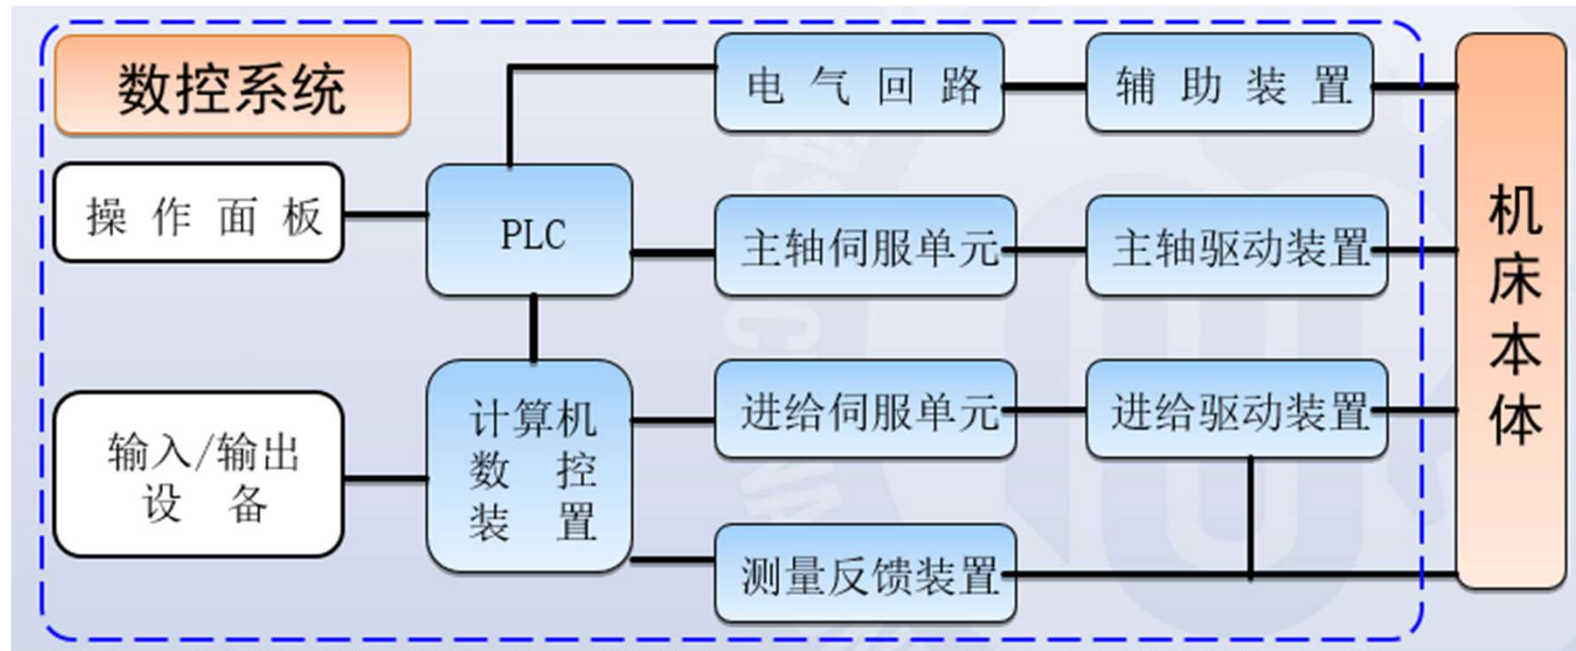 数控系统
电气回路
辅助装置
操作面板
PLC
主轴伺服单元
主轴驱动装置
机床本体
输入/输出
设备
计算机
数控
装置
进给伺服单元
进给驱动装置
测量反馈装置